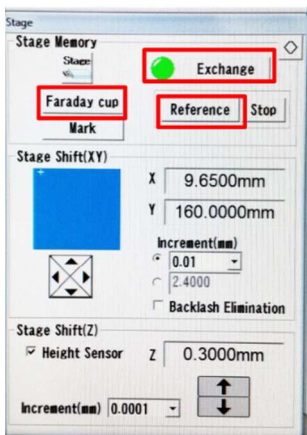 Stage
Stage Memory
Stage
Exchange
Faraday cup
Reference
Stop
Mark
Stage Shift(XY)
X 9.6500mm
Y 160.0000mm
Increment(mm)
0.01
2.4000
Backlash Elimination
Stage Shift(Z)
Height Sensor Z 0.3000mm
Increment(mm) 0.0001